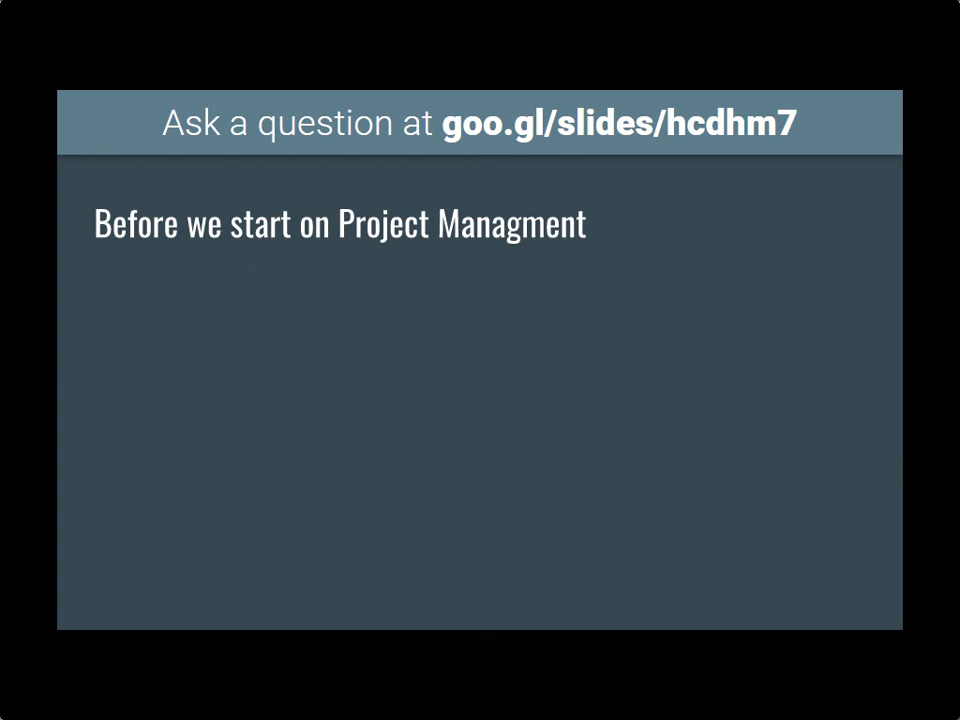 Ask a question at goo.gl/slides/hcdhm7
Before we start on Project Managment